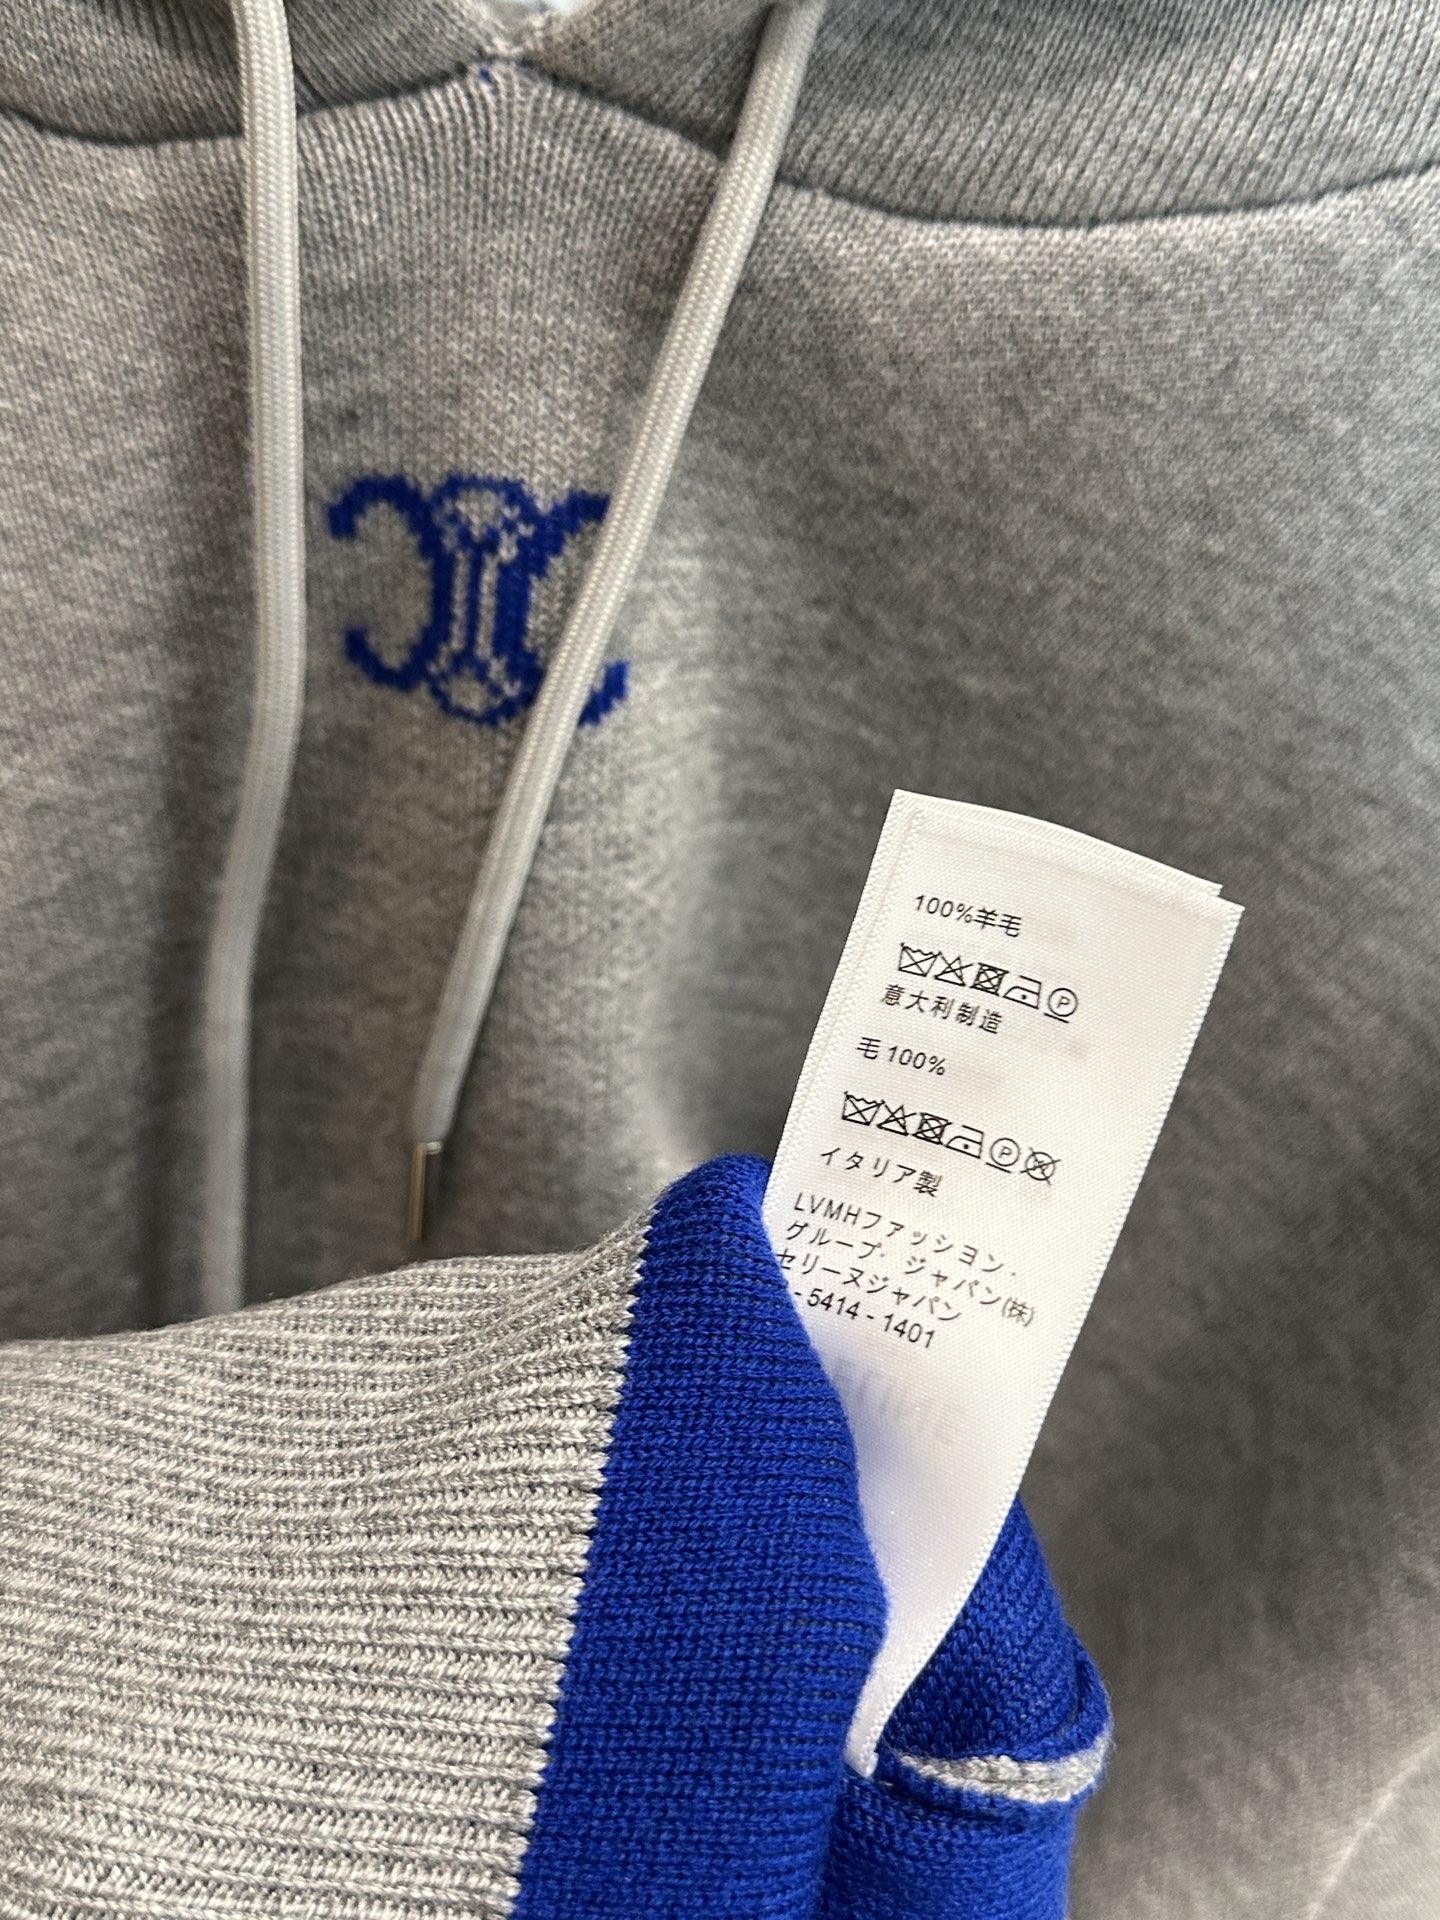 100%羊毛
P
意大利制造
毛 100%
P
イタリア製
LVMHファッション・
グループ・ジャパン(株)
セリーヌジャパン
- 5414 - 1401